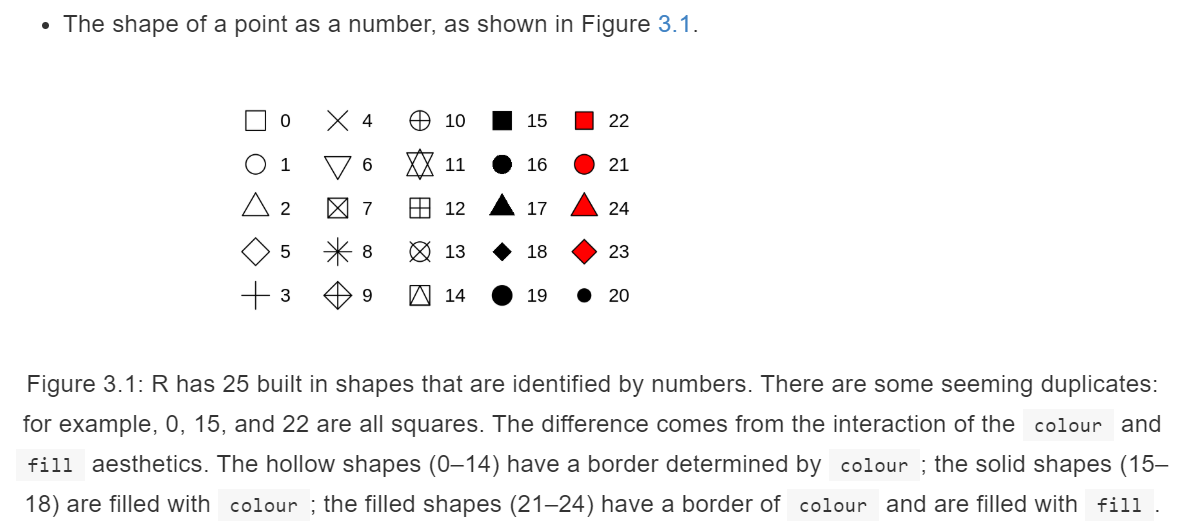 The shape of a point as a number, as shown in Figure 3.1.
0 4 10 15 22
1 6 11 16 21
2 7 12 17 24
5 8 13 18 23
3 9 14 19 20
Figure 3.1: R has 25 built in shapes that are identified by numbers. There are some seeming duplicates:
for example, 0, 15, and 22 are all squares. The difference comes from the interaction of the colour and
fill aesthetics. The hollow shapes (0–14) have a border determined by colour ; the solid shapes (15–
18) are filled with colour ; the filled shapes (21–24) have a border of colour and are filled with fill .